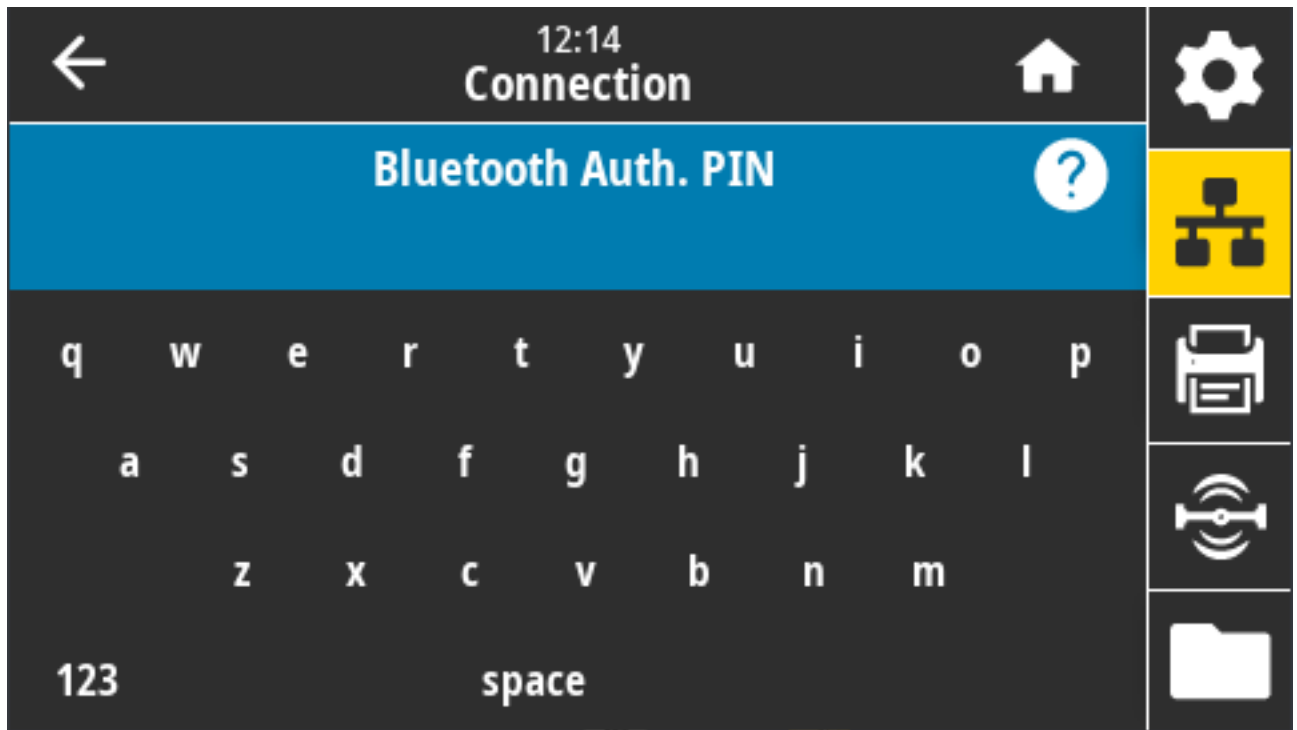 12:14
Connection
Bluetooth Auth. PIN
?
q w e r t y u i o p
a s d f g h j k l
z x c v b n m
123 space